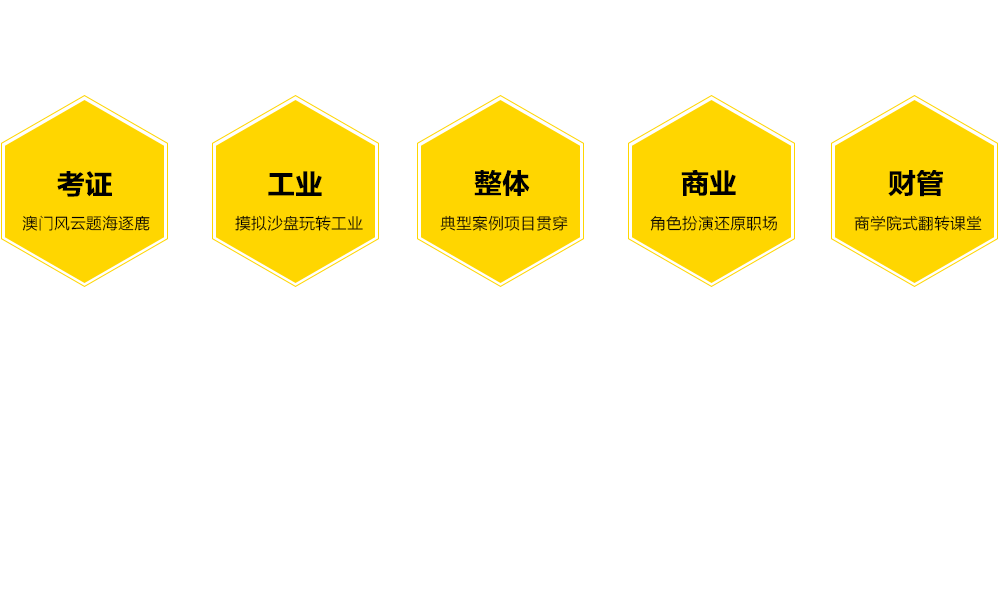 考证
澳门风云题海逐鹿
工业
摸拟沙盘玩转工业
整体
典型案例项目贯穿
商业
角色扮演还原职场
财管
商学院式翻转课堂